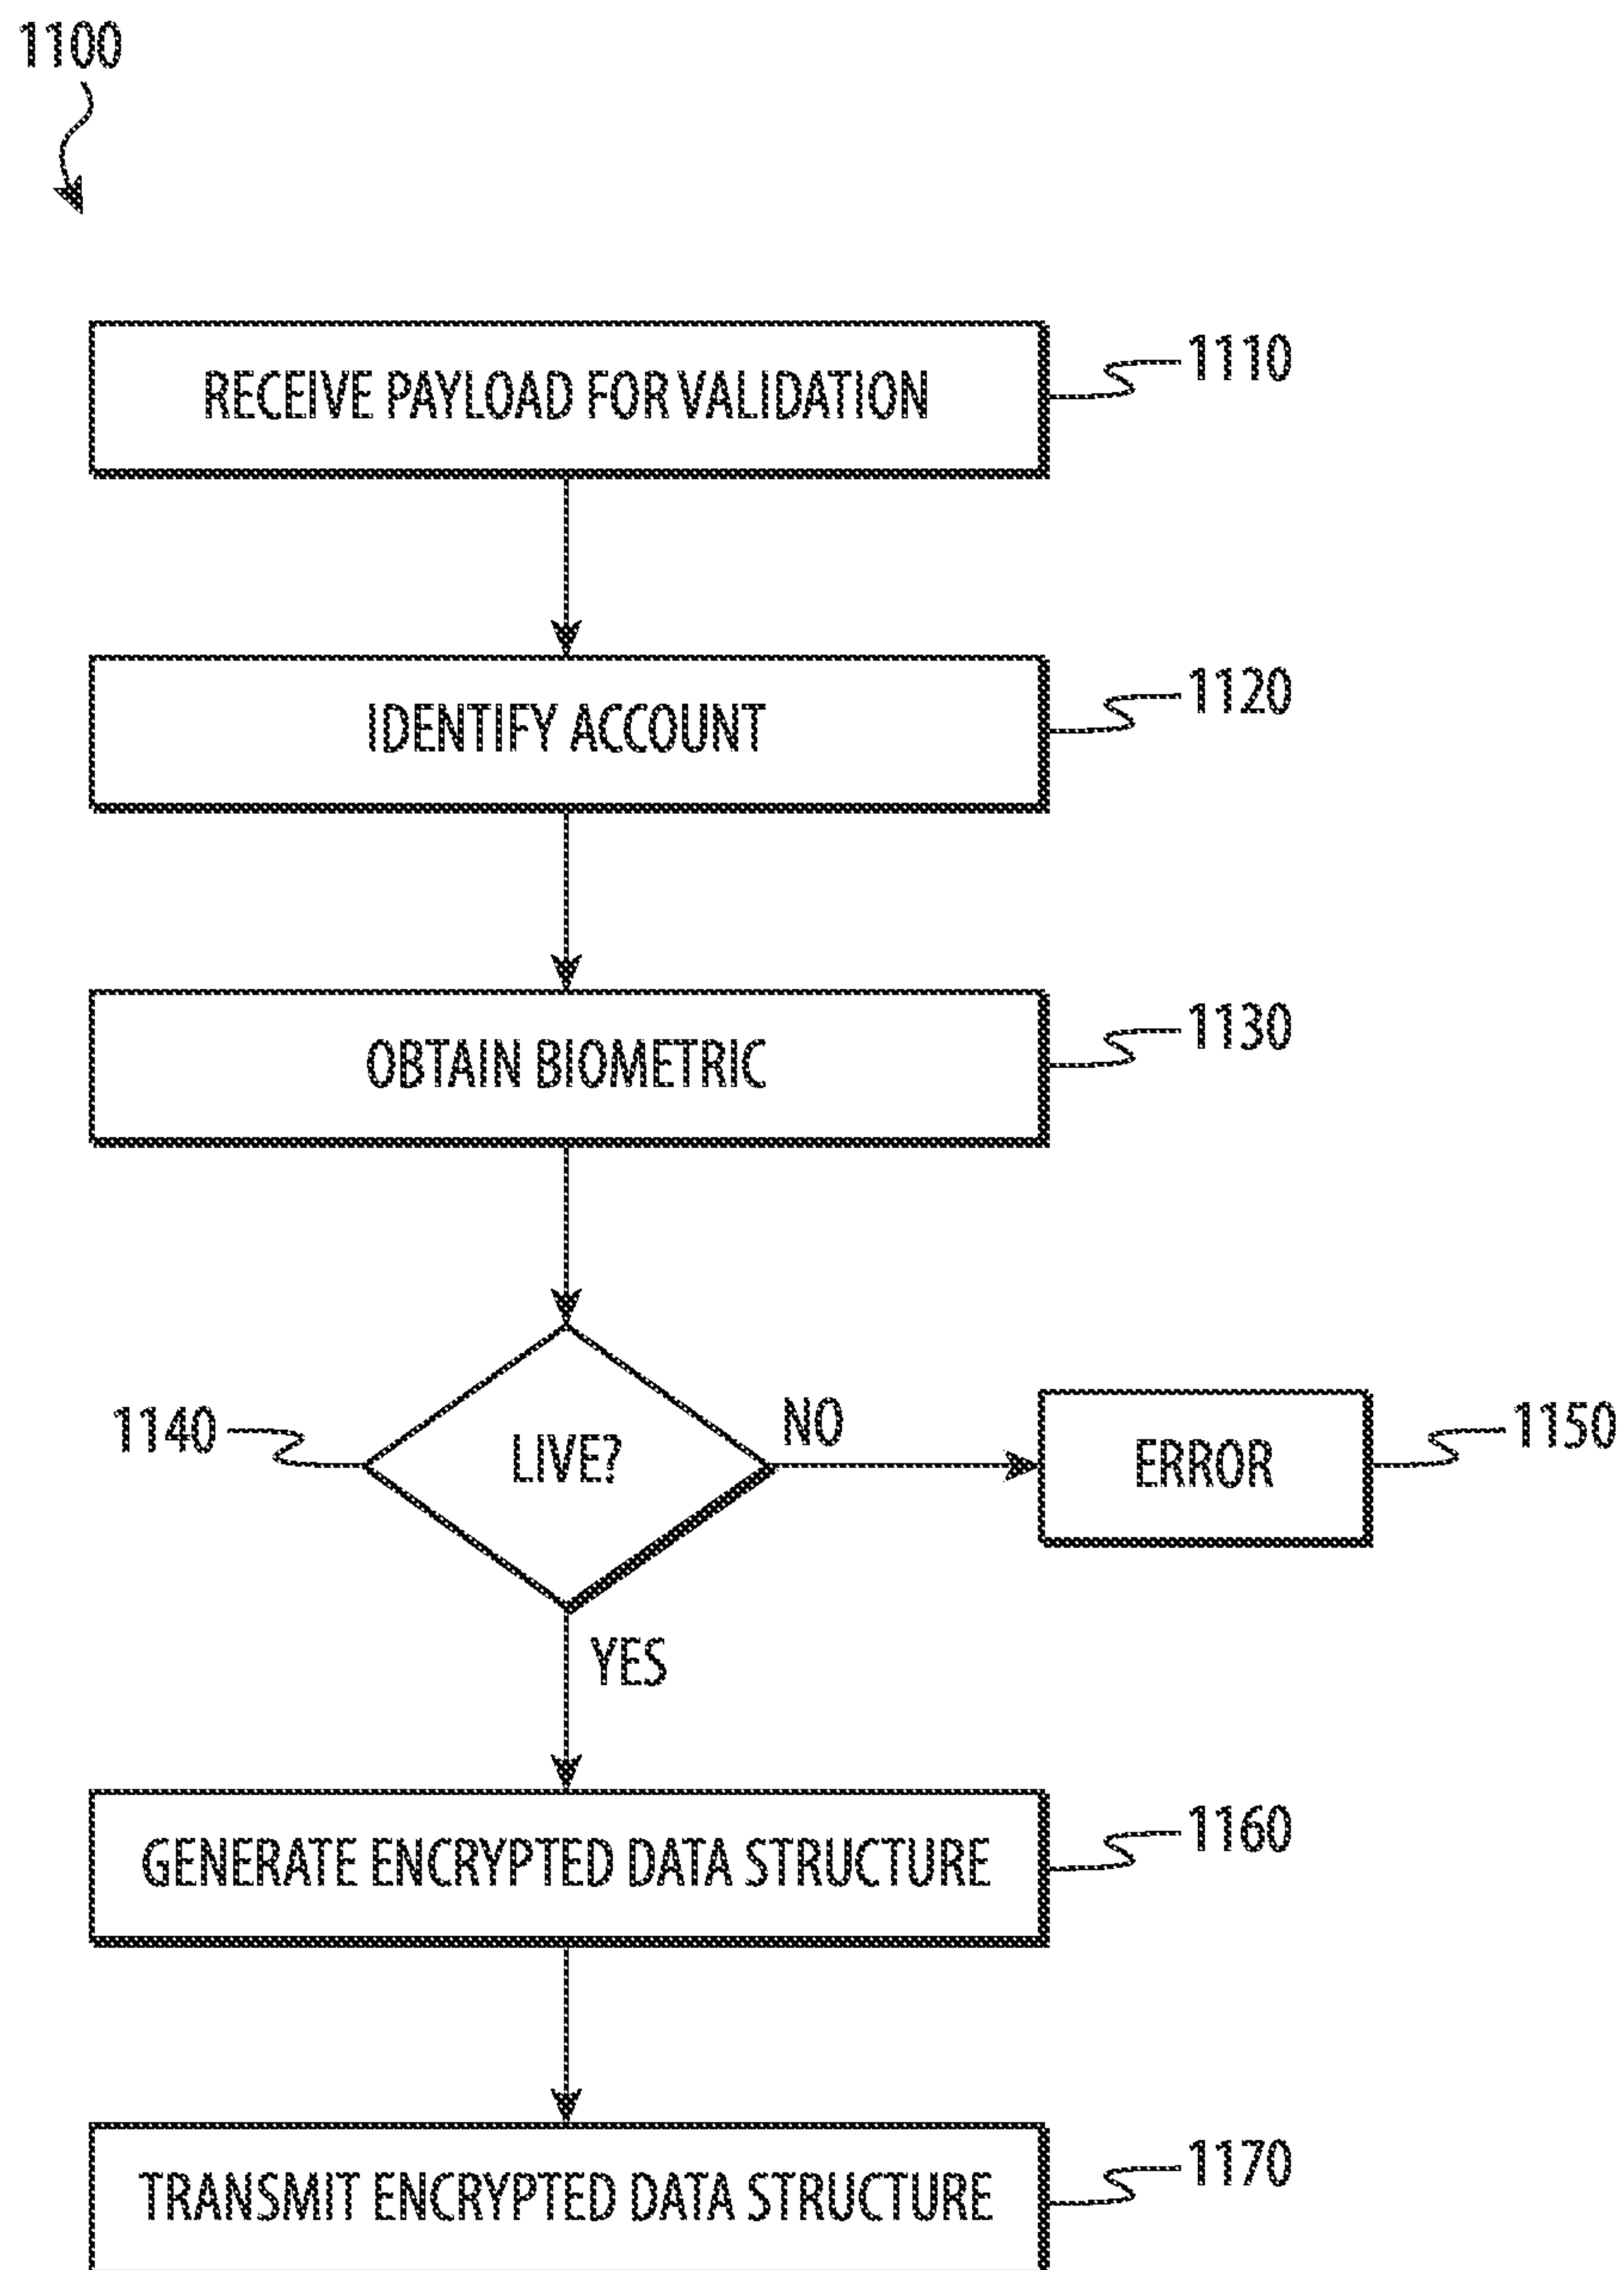 1100
RECEIVE PAYLOAD FOR VALIDATION
1110
IDENTIFY ACCOUNT
1120
OBTAIN BIOMETRIC
1130
1140
LIVE?
NO
ERROR
1150
YES
GENERATE ENCRYPTED DATA STRUCTURE
1160
TRANSMIT ENCRYPTED DATA STRUCTURE
1170